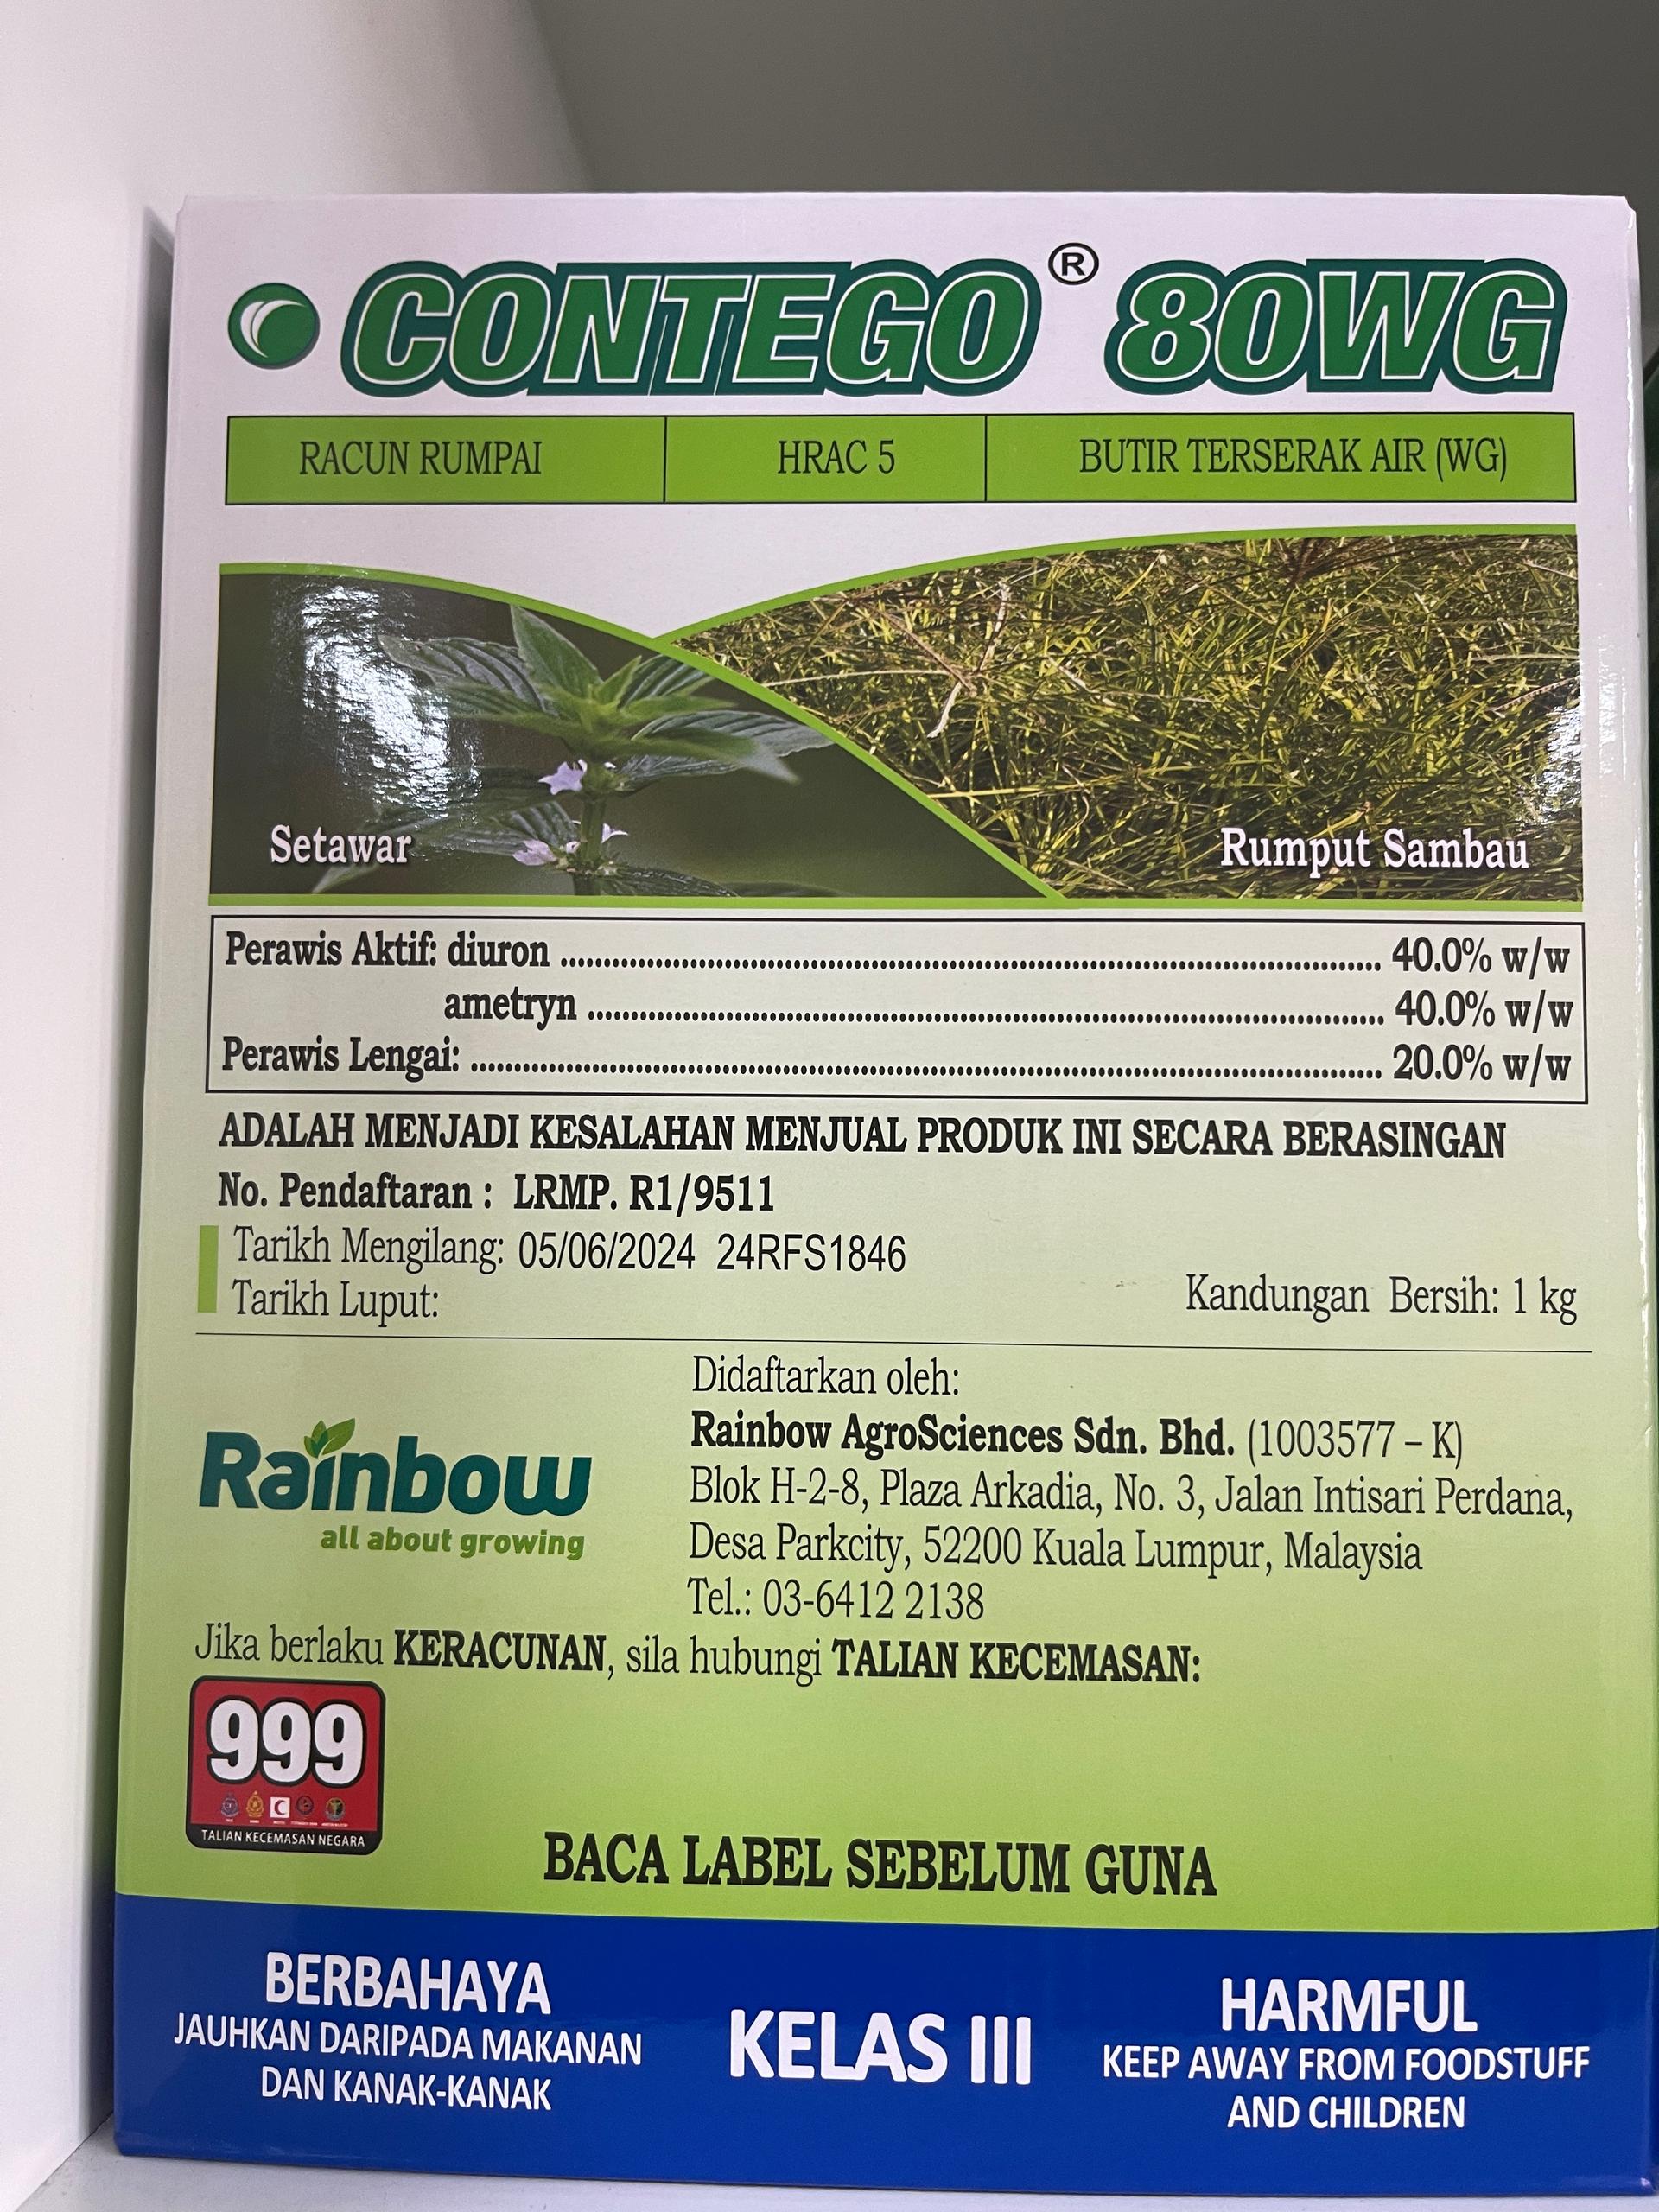 CONTEGO® 80WG
RACUN RUMPAI HRAC 5 BUTIR TERSERAK AIR (WG)
Setawar Rumput Sambau
Perawis Aktif: diuron ........ 40.0% w/w
ametryn ........ 40.0% w/w
Perawis Lengai: ........ 20.0% w/w
ADALAH MENJADI KESALAHAN MENJUAL PRODUK INI SECARA BERASINGAN
No. Pendaftaran : LRMP. R1/9511
Tarikh Mengilang: 05/06/2024 24RFS1846
Tarikh Luput:
Kandungan Bersih: 1 kg
Didaftarkan oleh:
Rainbow AgroSciences Sdn. Bhd. (1003577 – K)
Blok H-2-8, Plaza Arkadia, No. 3, Jalan Intisari Perdana,
Desa Parkcity, 52200 Kuala Lumpur, Malaysia
Tel.: 03-6412 2138
Rainbow
all about growing
Jika berlaku KERACUNAN, sila hubungi TALIAN KECEMASAN:
999
TALIAN KECEMASAN NEGARA
BACA LABEL SEBELUM GUNA
BERBAHAYA
JAUHKAN DARIPADA MAKANAN
DAN KANAK-KANAK
KELAS III
HARMFUL
KEEP AWAY FROM FOODSTUFF
AND CHILDREN